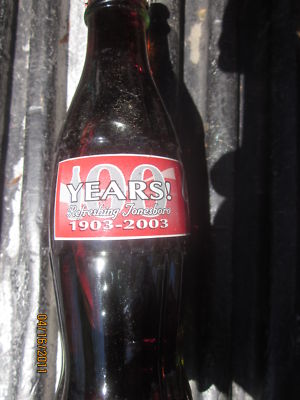 100
YEARS!
Refreshing Jonesboro
1903-2003
04/16/2011